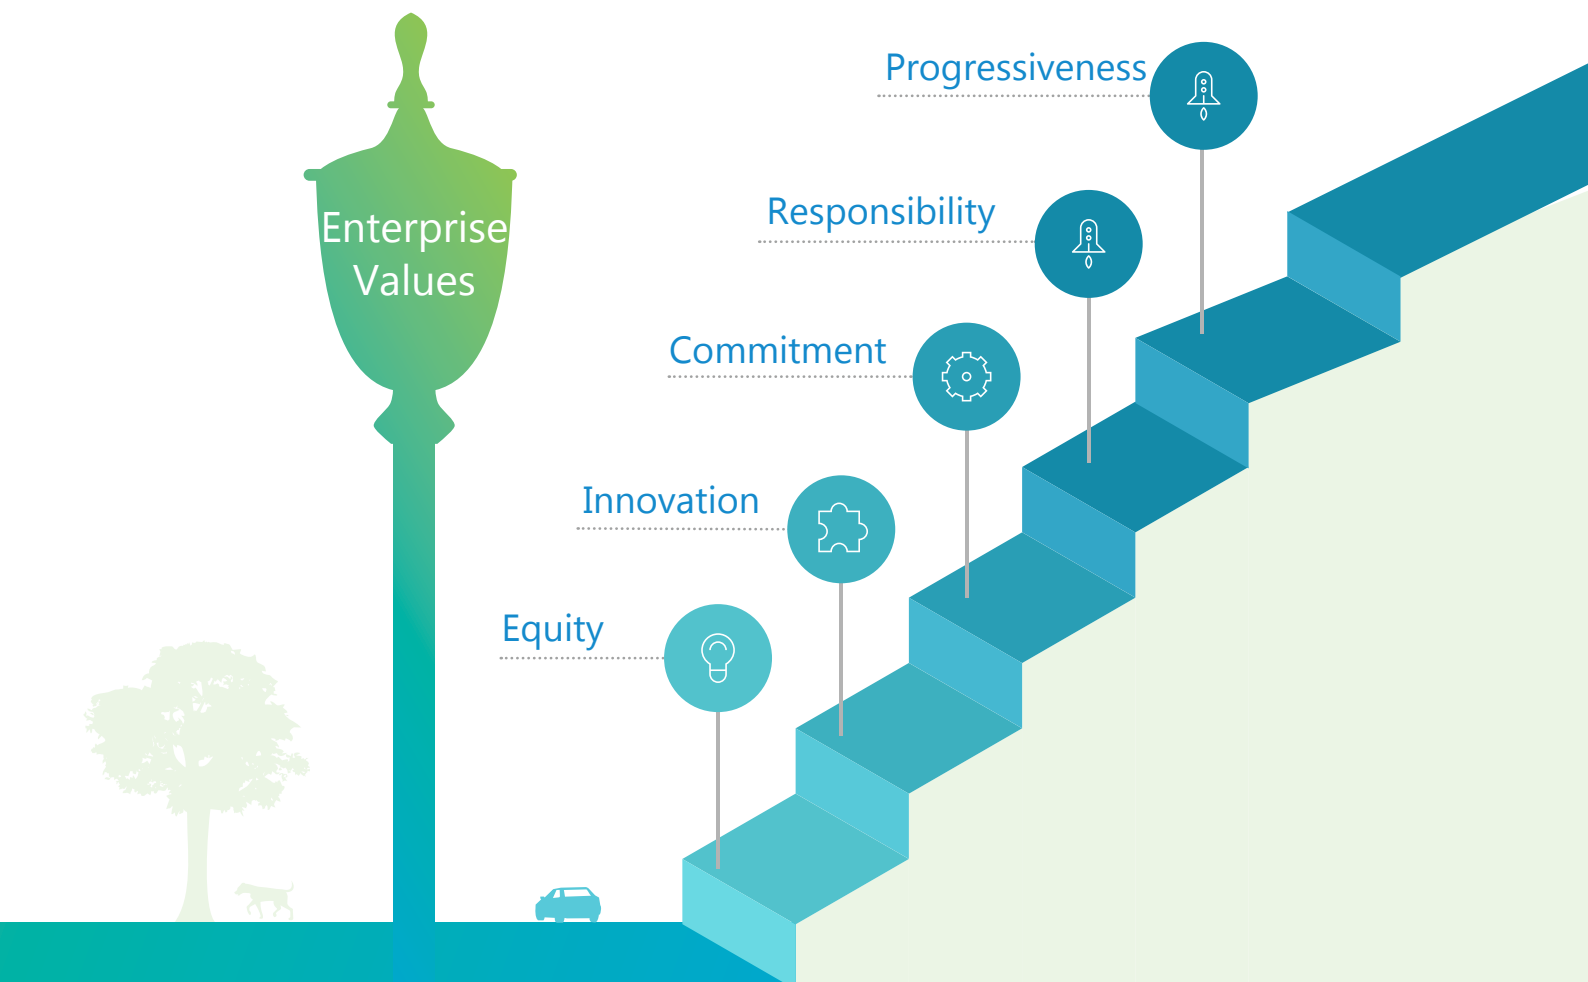 Progressiveness
Responsibility
Enterprise
Values
Commitment
Innovation
Equity